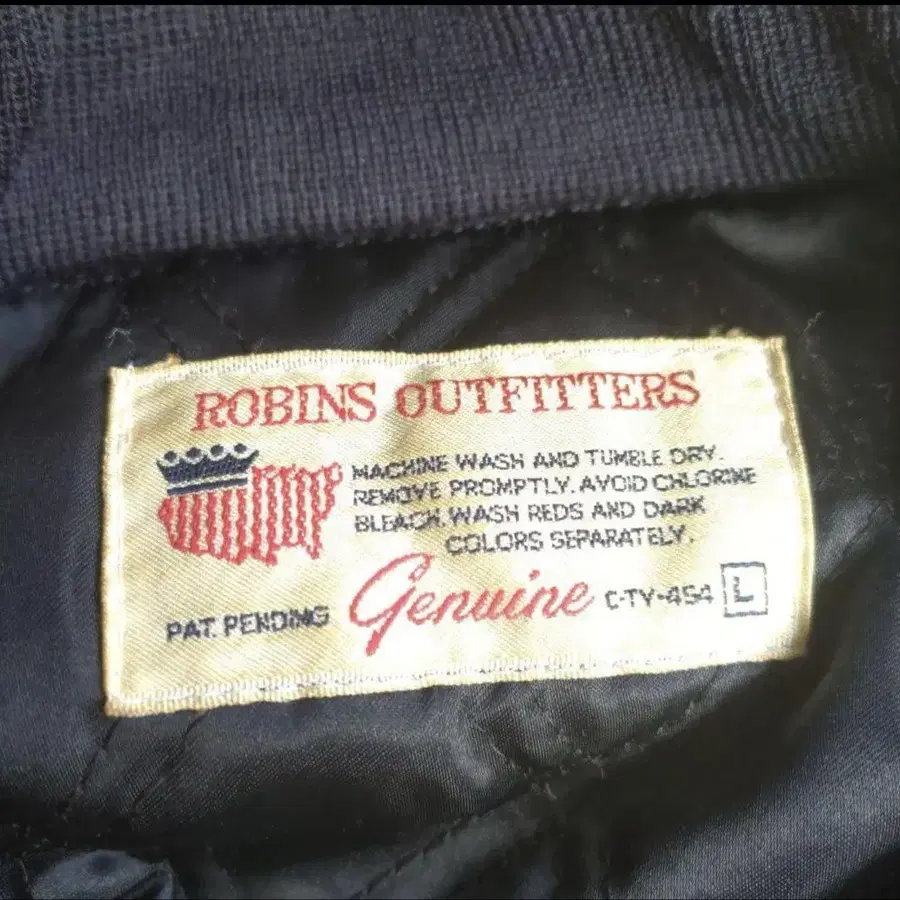 ROBINS OUTFITTERS
MACHINE WASH AND TUMBLE DRY.
REMOVE PROMPTLY. AVOID CHLORINE
BLEACH. WASH REDS AND DARK
COLORS SEPARATELY.
PAT. PENDING Genuine C-TY-454 L